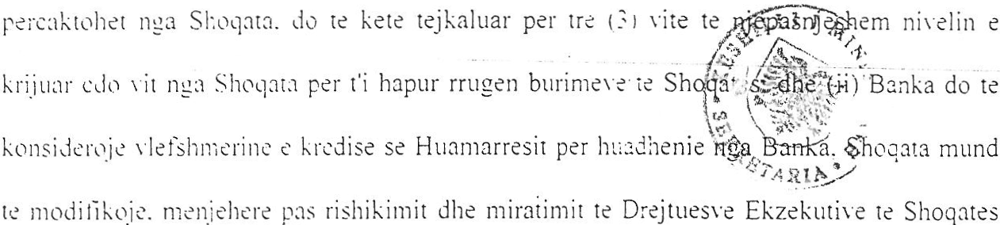 percaktohet nga Shoqata. do te kete tejkaluar per tre (3) vite te njepasnjeshem nivelin e
krijuar cdo vit nga Shoqata per t'i hapur rrugen burimeve te Shoqates dhe (ii) Banka do te
konsideroje vlefshmerine e kredise se Huamarresit per huadhenie nga Banka. Shoqata mund
te modifikoje. menjehere pas rishikimit dhe miratimit te Drejtuesve Ekzekutive te Shoqates